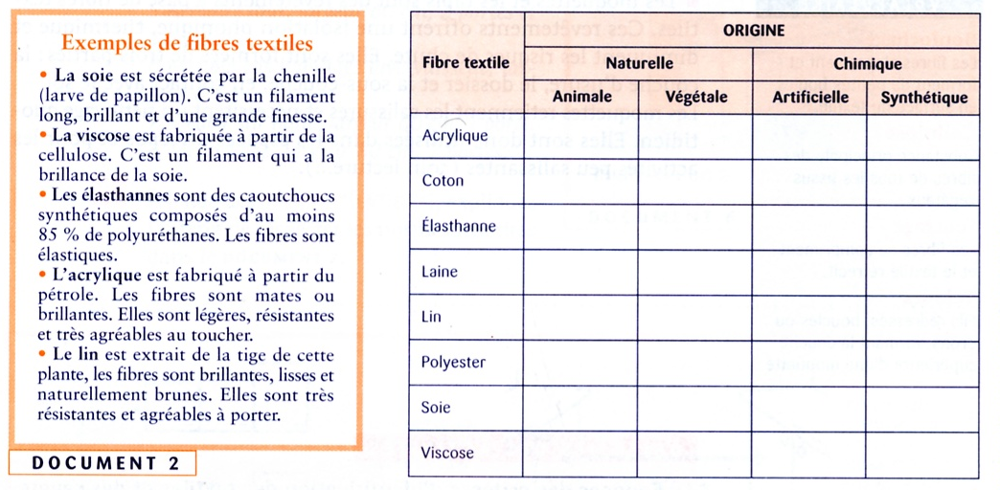 Exemples de fibres textiles
• La soie est sécrétée par la chenille
(larve de papillon). C'est un filament
long, brillant et d'une grande finesse.
• La viscose est fabriquée à partir de la
cellulose. C'est un filament qui a la
brillance de la soie.
• Les élasthannes sont des caoutchoucs
synthétiques composés d'au moins
85 % de polyuréthanes. Les fibres sont
élastiques.
• L'acrylique est fabriqué à partir du
pétrole. Les fibres sont mates ou
brillantes. Elles sont légères, résistantes
et très agréables au toucher.
• Le lin est extrait de la tige de cette
plante, les fibres sont brillantes, lisses et
naturellement brunes. Elles sont très
résistantes et agréables à porter.
DOCUMENT 2
ORIGINE
Fibre textile Naturelle Chimique
Animale Végétale Artificielle Synthétique
Acrylique
Coton
Élasthanne
Laine
Lin
Polyester
Soie
Viscose